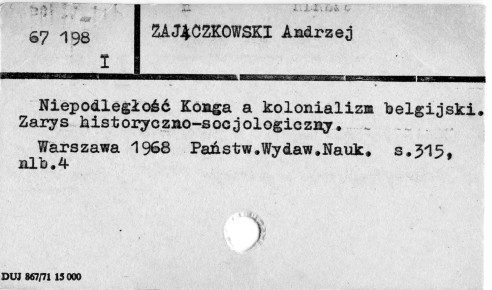 67 198
I
ZAJĄCZKOWSKI Andrzej
Niepodległość Konga a kolonializm belgijski.
Zarys historyczno-socjologiczny.
Warszawa 1968 Państw.Wydaw.Nauk. s.315,
nlb.4
DUJ 867/71 15 000